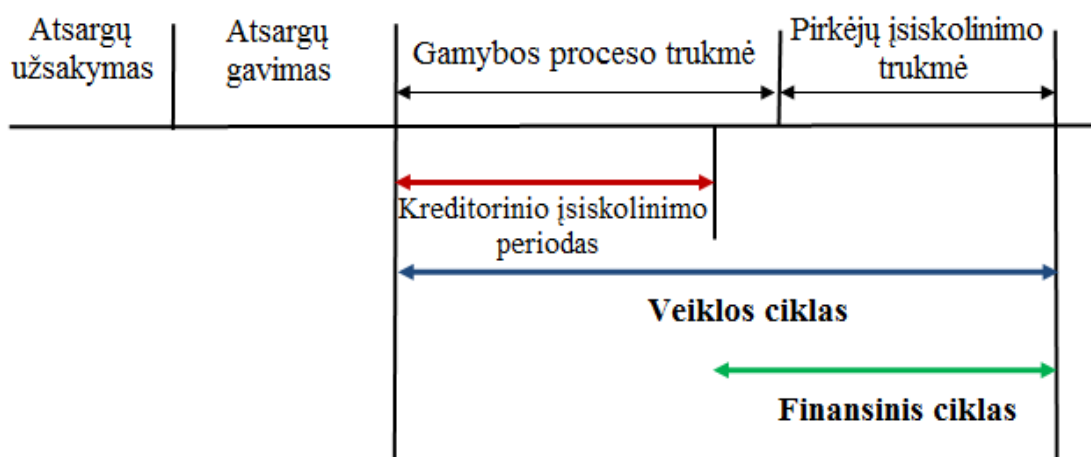 Atsargų
užsakymas
Atsargų
gavimas
Gamybos proceso trukmė
Pirkėjų įsiskolinimo
trukmė
Kreditorinio įsiskolinimo
periodas
Veiklos ciklas
Finansinis ciklas